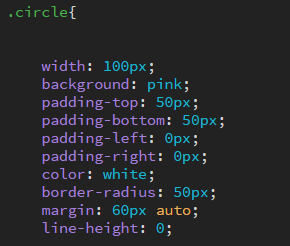 .circle{
width: 100px;
background: pink;
padding-top: 50px;
padding-bottom: 50px;
padding-left: 0px;
padding-right: 0px;
color: white;
border-radius: 50px;
margin: 60px auto;
line-height: 0;